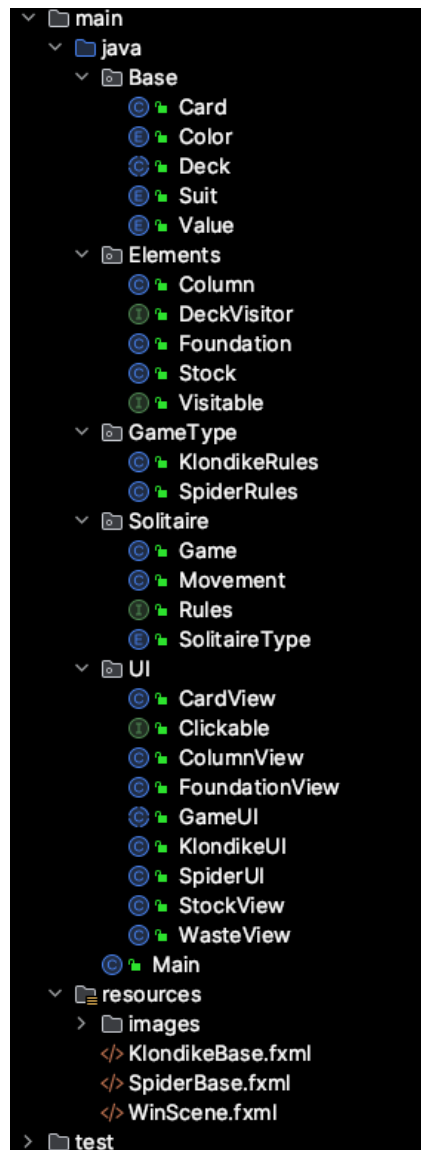 main
java
Base
Card
Color
Deck
Suit
Value
Elements
Column
DeckVisitor
Foundation
Stock
Visitable
GameType
KlondikeRules
SpiderRules
Solitaire
Game
Movement
Rules
SolitaireType
UI
CardView
Clickable
ColumnView
FoundationView
GameUI
KlondikeUI
SpiderUI
StockView
WasteView
Main
resources
images
KlondikeBase.fxml
SpiderBase.fxml
WinScene.fxml
test